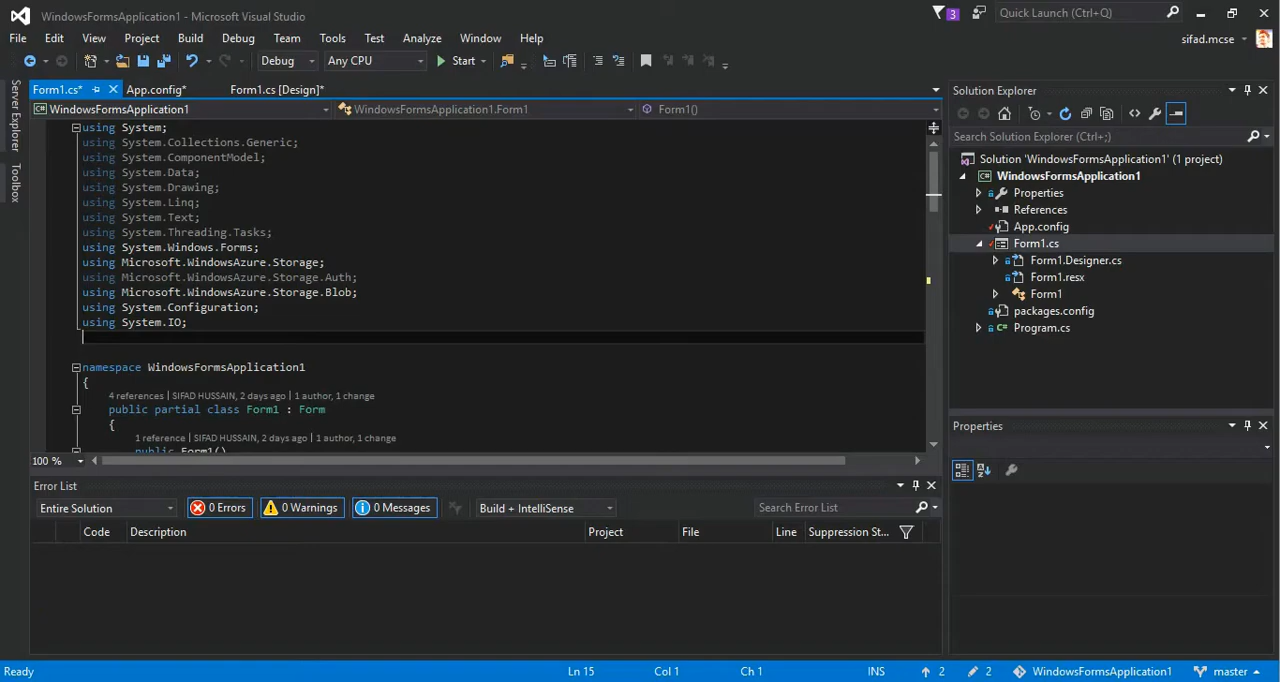 WindowsFormsApplication1 - Microsoft Visual Studio
3
Quick Launch (Ctrl+Q)
File Edit View Project Build Debug Team Tools Test Analyze Window Help
sifad.mcse
Debug Any CPU Start
Server Explorer
Toolbox
Form1.cs* App.config* Form1.cs [Design]*
WindowsFormsApplication1 WindowsFormsApplication1.Form1 Form1()
using System;
using System.Collections.Generic;
using System.ComponentModel;
using System.Data;
using System.Drawing;
using System.Linq;
using System.Text;
using System.Threading.Tasks;
using System.Windows.Forms;
using Microsoft.WindowsAzure.Storage;
using Microsoft.WindowsAzure.Storage.Auth;
using Microsoft.WindowsAzure.Storage.Blob;
using System.Configuration;
using System.IO;
namespace WindowsFormsApplication1
{
4 references | SIFAD HUSSAIN, 2 days ago | 1 author, 1 change
public partial class Form1 : Form
{
1 reference | SIFAD HUSSAIN, 2 days ago | 1 author, 1 change
public Form1()
100 %
Solution Explorer
Search Solution Explorer (Ctrl+;)
Solution 'WindowsFormsApplication1' (1 project)
WindowsFormsApplication1
Properties
References
App.config
Form1.cs
Form1.Designer.cs
Form1.resx
Form1
packages.config
Program.cs
Properties
Error List
Entire Solution 0 Errors 0 Warnings 0 Messages Build + IntelliSense Search Error List
Code Description Project File Line Suppression St...
Ready Ln 15 Col 1 Ch 1 INS 2 2 WindowsFormsApplication1 master